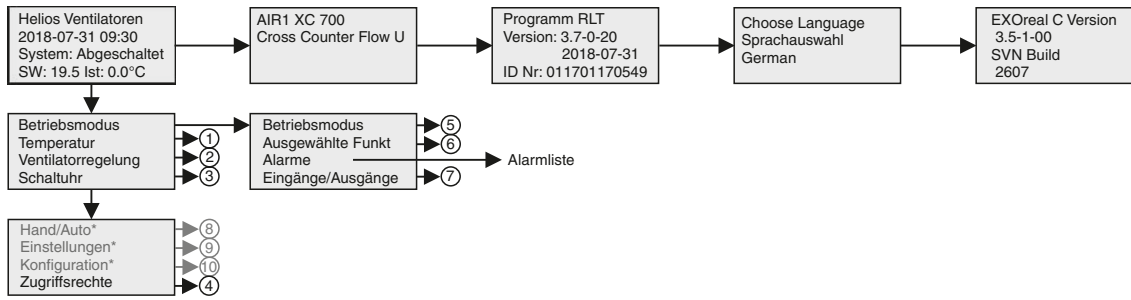 Helios Ventilatoren
2018-07-31 09:30
System: Abgeschaltet
SW: 19.5 Ist: 0.0°C
AIR1 XC 700
Cross Counter Flow U
Programm RLT
Version: 3.7-0-20
2018-07-31
ID Nr: 011701170549
Choose Language
Sprachauswahl
German
EXOreal C Version
3.5-1-00
SVN Build
2607
Betriebsmodus
Temperatur 1
Ventilatorregelung 2
Schaltuhr 3
Betriebsmodus 5
Ausgewählte Funkt 6
Alarme Alarmliste
Eingänge/Ausgänge 7
Hand/Auto* 8
Einstellungen* 9
Konfiguration* 10
Zugriffsrechte 4